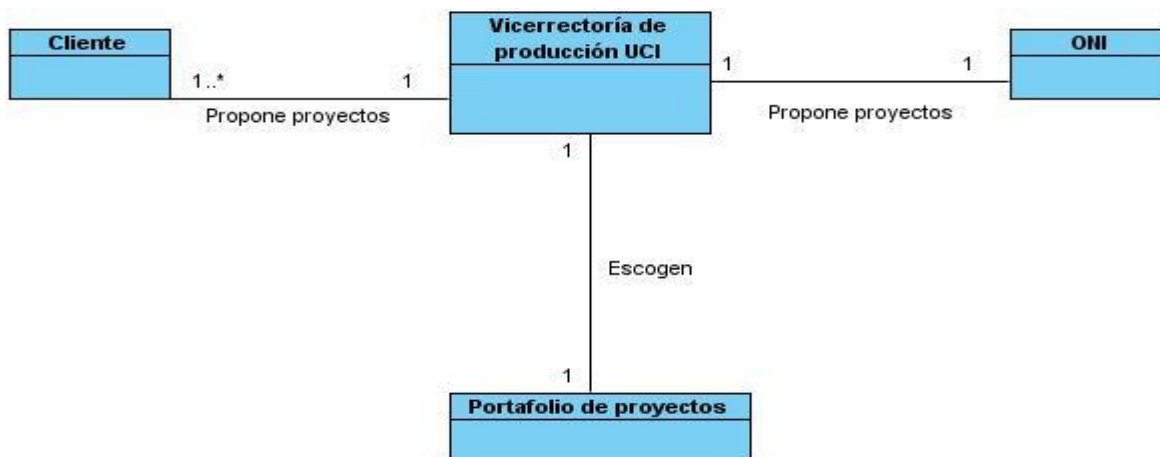 Cliente
Vicerrectoría de
producción UCI
ONI
1..*
1
Propone proyectos
1
1
Propone proyectos
1
Escogen
1
Portafolio de proyectos